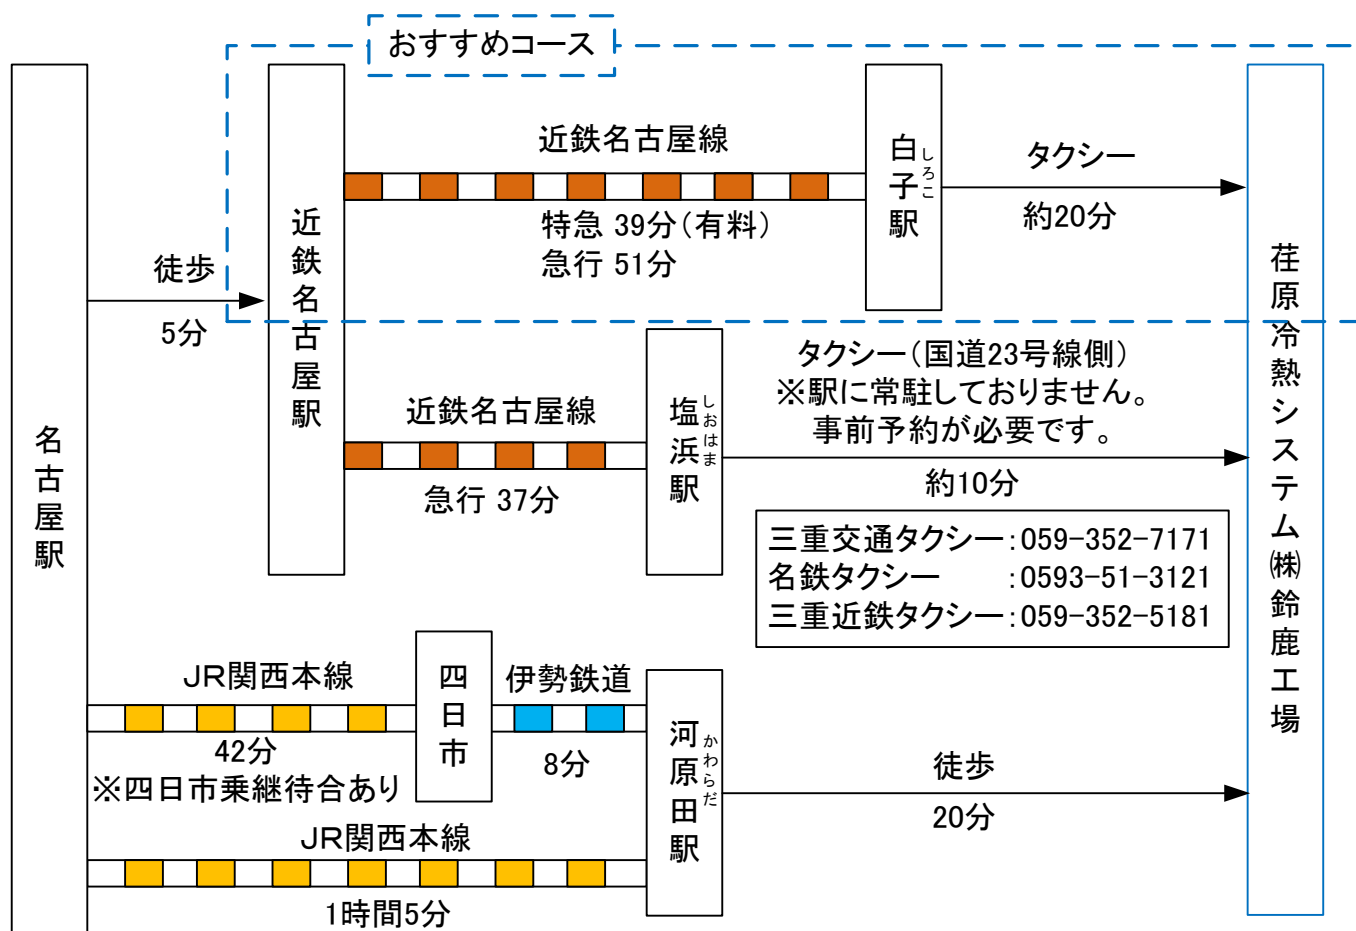 おすすめコース
名古屋駅
徒歩
5分
近鉄名古屋駅
近鉄名古屋線
特急 39分(有料)
急行 51分
白子駅
しろこ
タクシー
約20分
荏原冷熱システム㈱鈴鹿工場
近鉄名古屋線
急行 37分
塩浜駅
しおはま
タクシー(国道23号線側)
※駅に常駐しておりません。
事前予約が必要です。
約10分
三重交通タクシー:059-352-7171
名鉄タクシー :0593-51-3121
三重近鉄タクシー:059-352-5181
JR関西本線
42分
※四日市乗継待合あり
四日市
伊勢鉄道
8分
河原田駅
かわらだ
徒歩
20分
JR関西本線
1時間5分